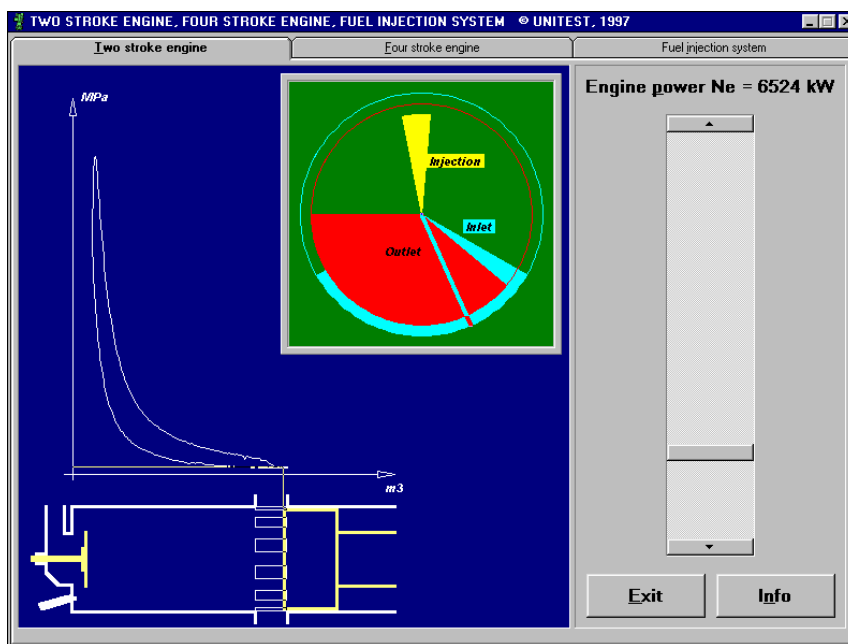 TWO STROKE ENGINE, FOUR STROKE ENGINE, FUEL INJECTION SYSTEM © UNITEST, 1997
Two stroke engine
Four stroke engine
Fuel injection system
MPa
Injection
Inlet
Outlet
m3
Engine power Ne = 6524 kW
Exit
Info